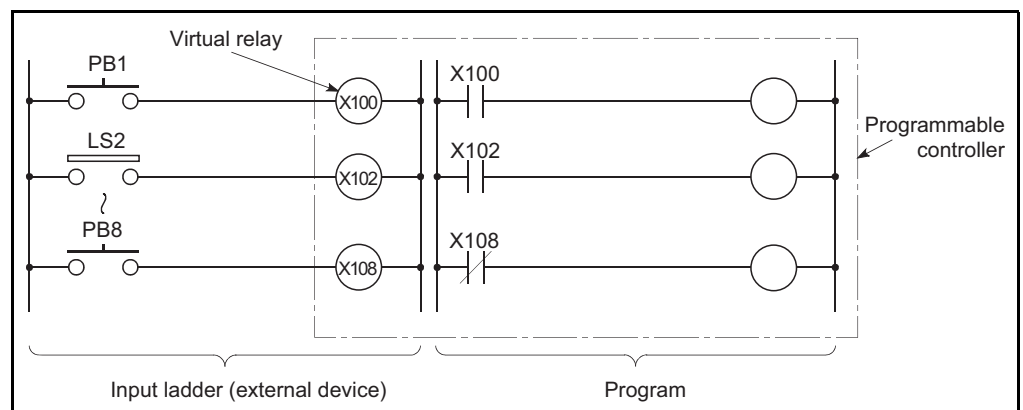 Virtual relay
PB1
X100
X100
LS2
X102
X102
Programmable
controller
PB8
X108
X108
Input ladder (external device)
Program